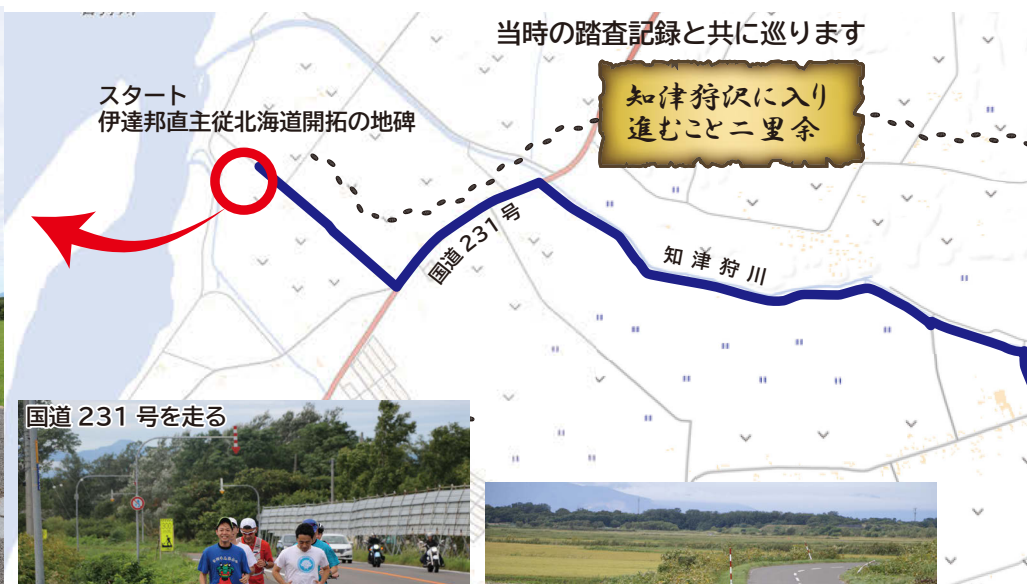 当時の踏査記録と共に巡ります
スタート
伊達邦直主従北海道開拓の地碑
知津狩沢に入り
進むこと二里余
国道 231 号
知津狩川
国道 231 号を走る